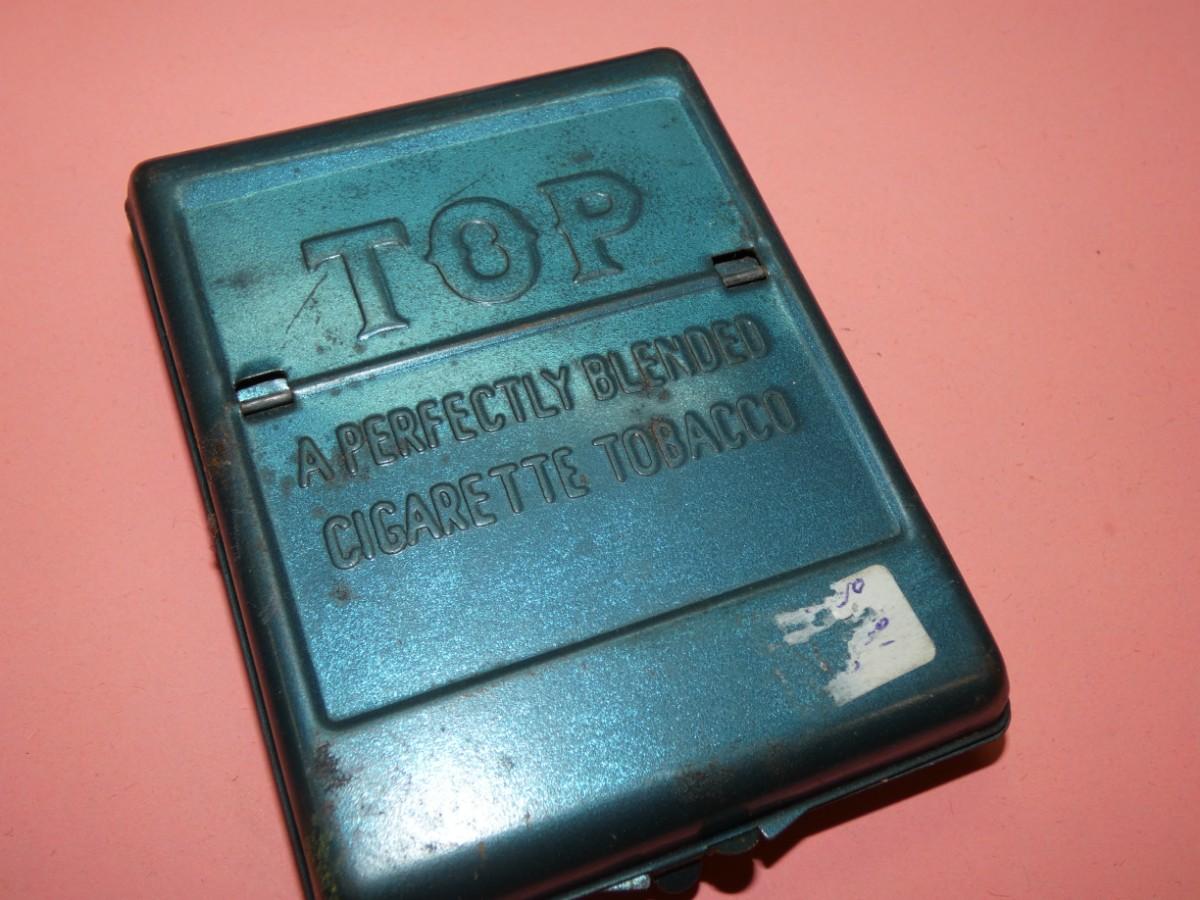 TOP
A PERFECTLY BLENDED
CIGARETTE TOBACCO